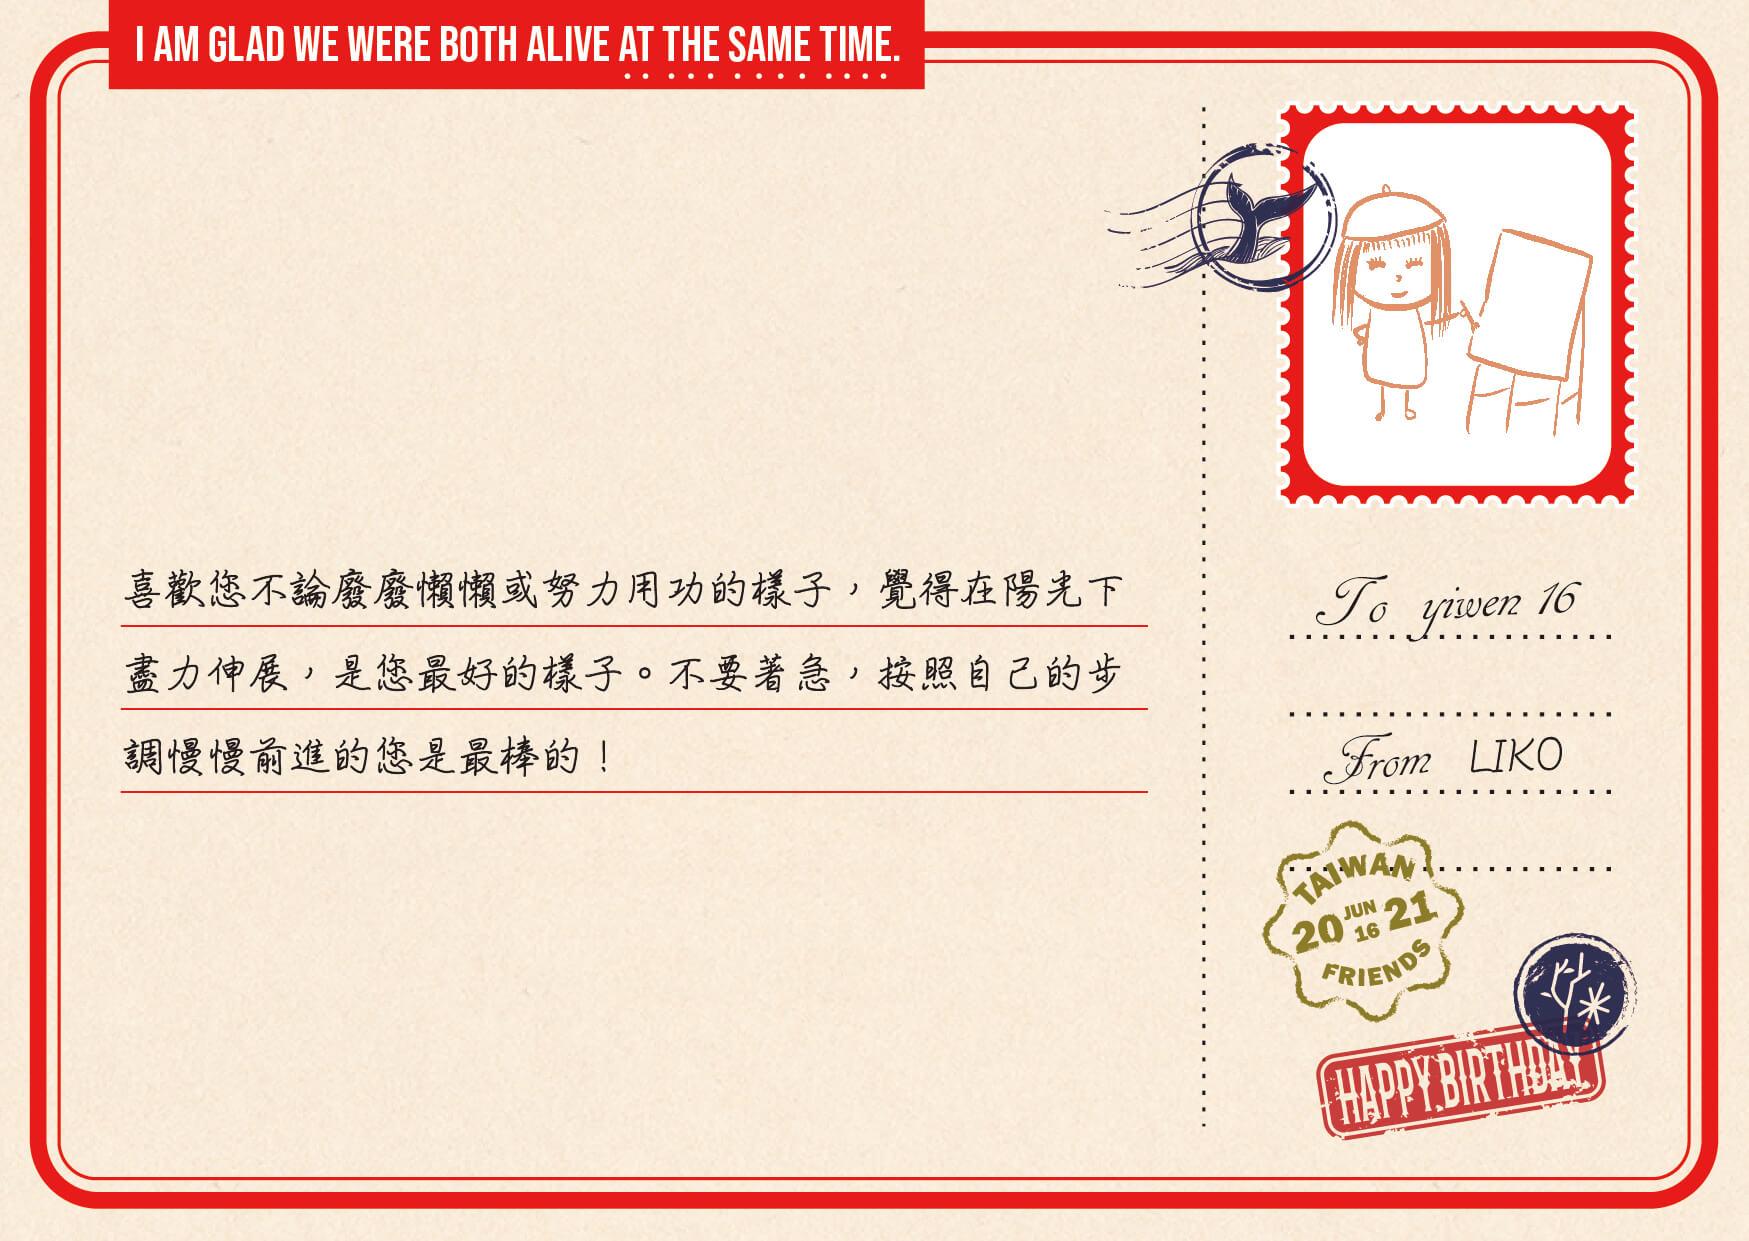 I AM GLAD WE WERE BOTH ALIVE AT THE SAME TIME.
喜歡您不論廢廢懶懶或努力用功的樣子，覺得在陽光下
盡力伸展，是您最好的樣子。不要著急，按照自己的步
調慢慢前進的您是最棒的！
To yiwen 16
From LIKO
TAIWAN
20 JUN 16 21
FRIENDS
HAPPY BIRTHDAY